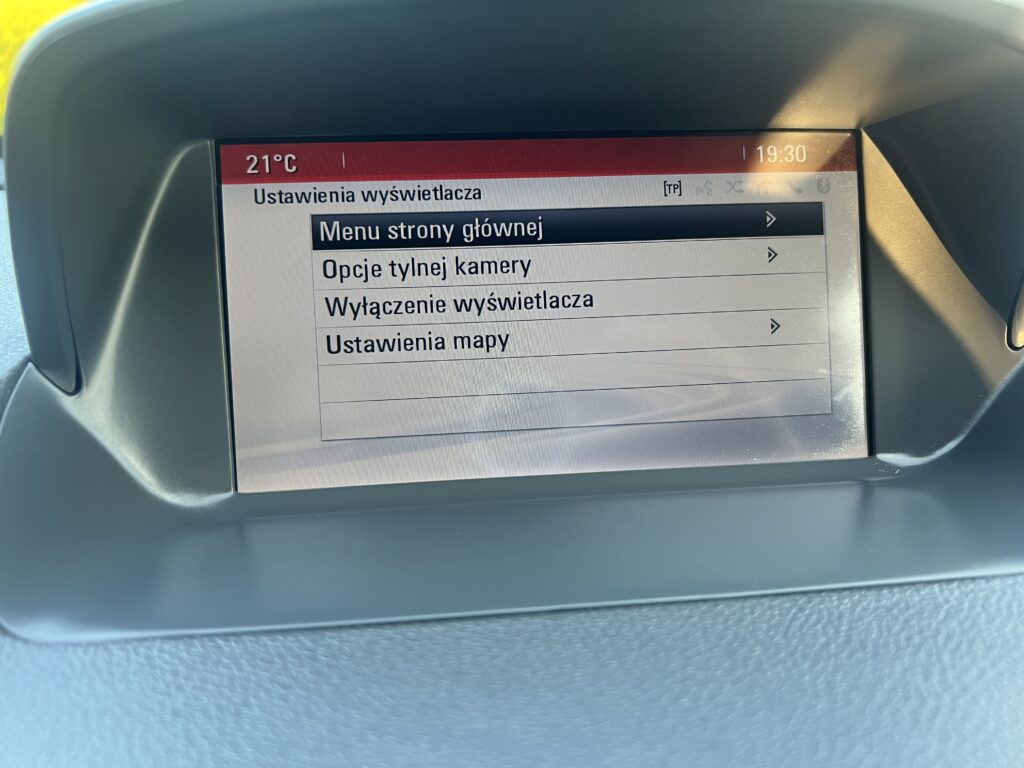 21°C 19:30
Ustawienia wyświetlacza [TP]
Menu strony głównej
Opcje tylnej kamery
Wyłączenie wyświetlacza
Ustawienia mapy